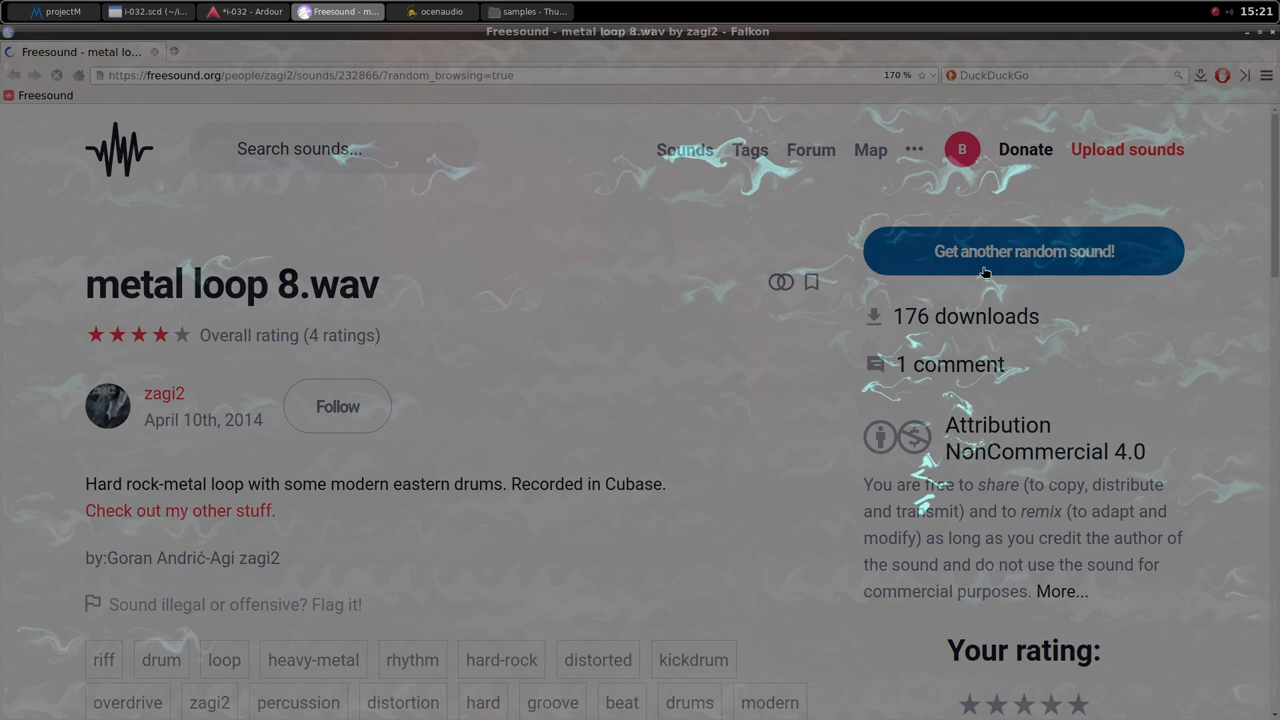 projectM
i-032.scd (~/i...
*i-032 - Ardour
Freesound - m...
ocenaudio
samples - Thu...
15:21
Freesound - metal loop 8.wav by zagi2 - Falkon
Freesound - metal lo...
https://freesound.org/people/zagi2/sounds/232866/?random_browsing=true
170 %
DuckDuckGo
Freesound
Search sounds...
Sounds
Tags
Forum
Map
B
Donate
Upload sounds
Get another random sound!
metal loop 8.wav
176 downloads
Overall rating (4 ratings)
1 comment
zagi2
April 10th, 2014
Follow
Attribution
NonCommercial 4.0
Hard rock-metal loop with some modern eastern drums. Recorded in Cubase.
Check out my other stuff.
You are free to share (to copy, distribute
and transmit) and to remix (to adapt and
modify) as long as you credit the author of
the sound and do not use the sound for
commercial purposes. More...
by:Goran Andrić-Agi zagi2
Sound illegal or offensive? Flag it!
Your rating:
riff
drum
loop
heavy-metal
rhythm
hard-rock
distorted
kickdrum
overdrive
zagi2
percussion
distortion
hard
groove
beat
drums
modern